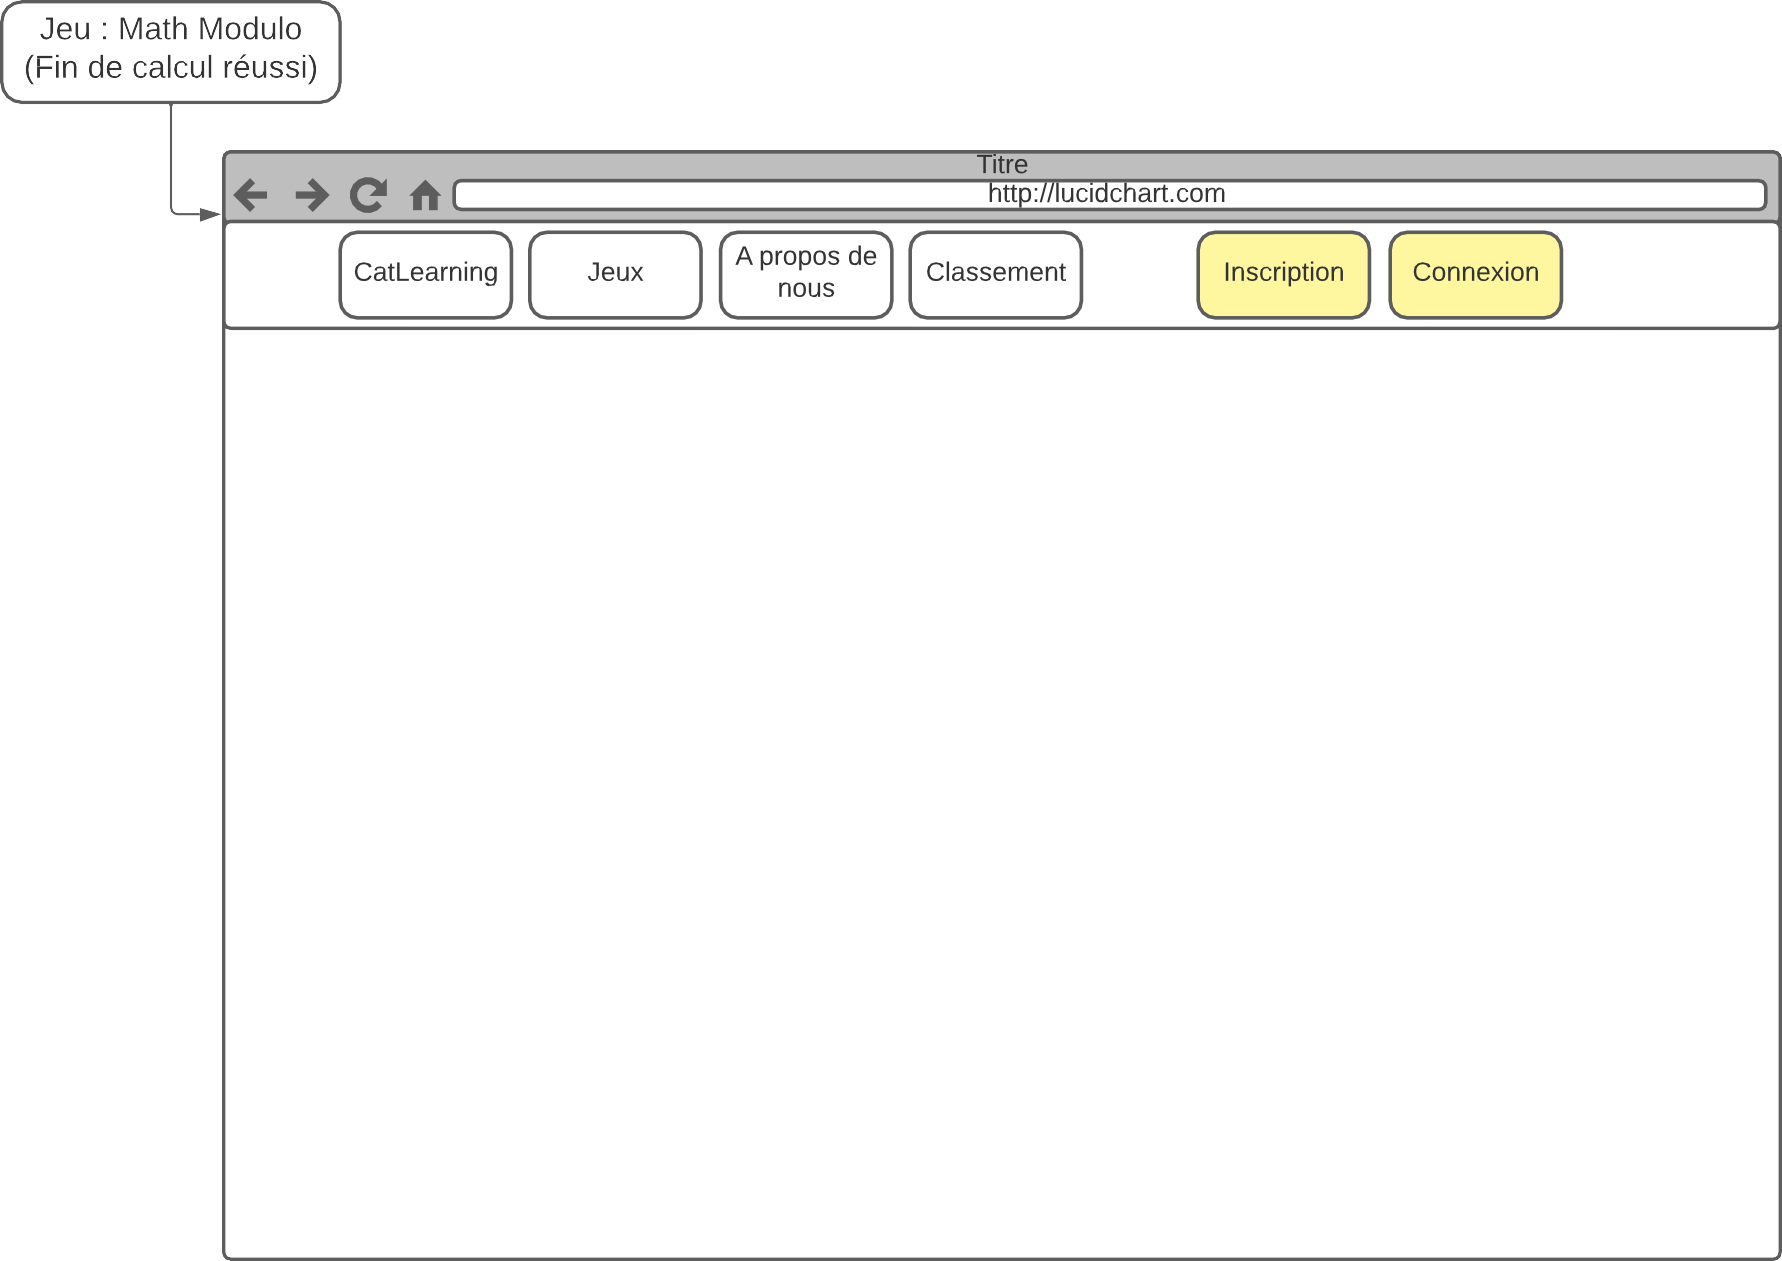 Jeu : Math Modulo
(Fin de calcul réussi)
Titre
http://lucidchart.com
CatLearning
Jeux
A propos de
nous
Classement
Inscription
Connexion